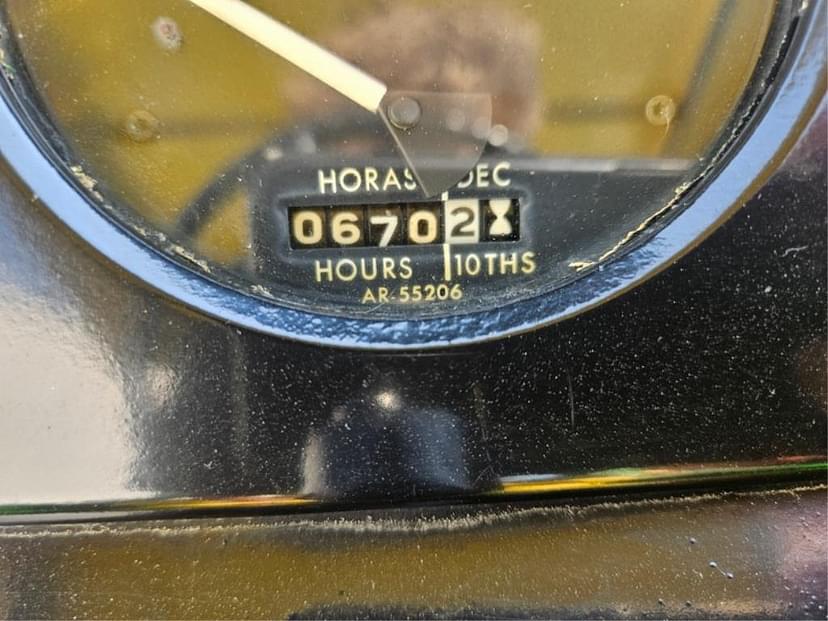 HORAS DEC
06702
HOURS 10THS
AR-55206